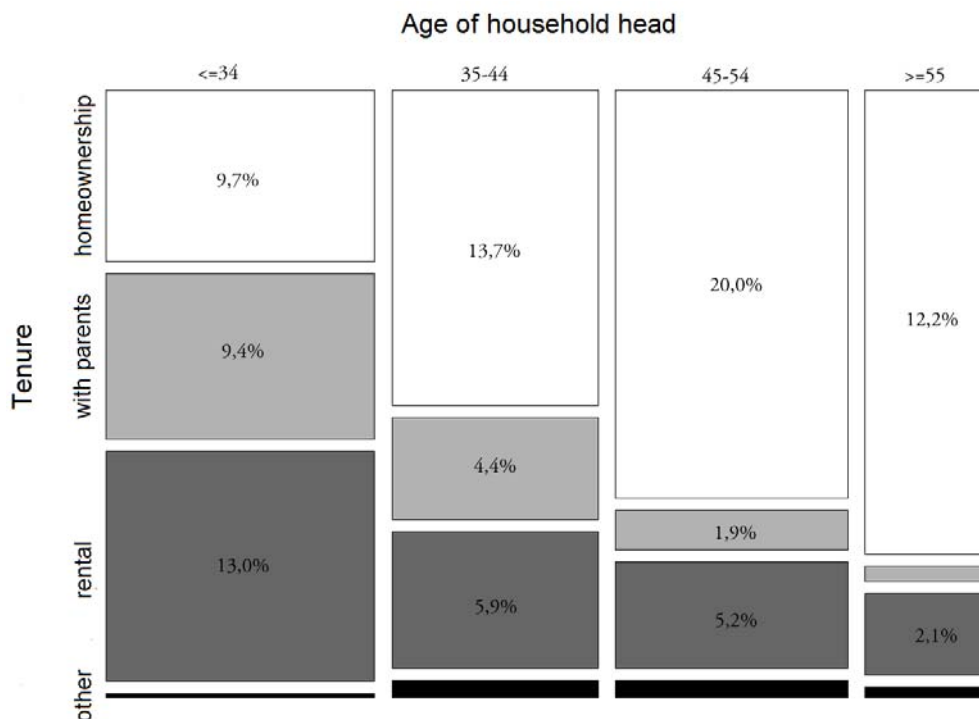 Age of household head
<=34 35-44 45-54 >=55
Tenure
homeownership
with parents
rental
other
9,7%
13,7%
20,0%
12,2%
9,4%
4,4%
1,9%
13,0%
5,9%
5,2%
2,1%